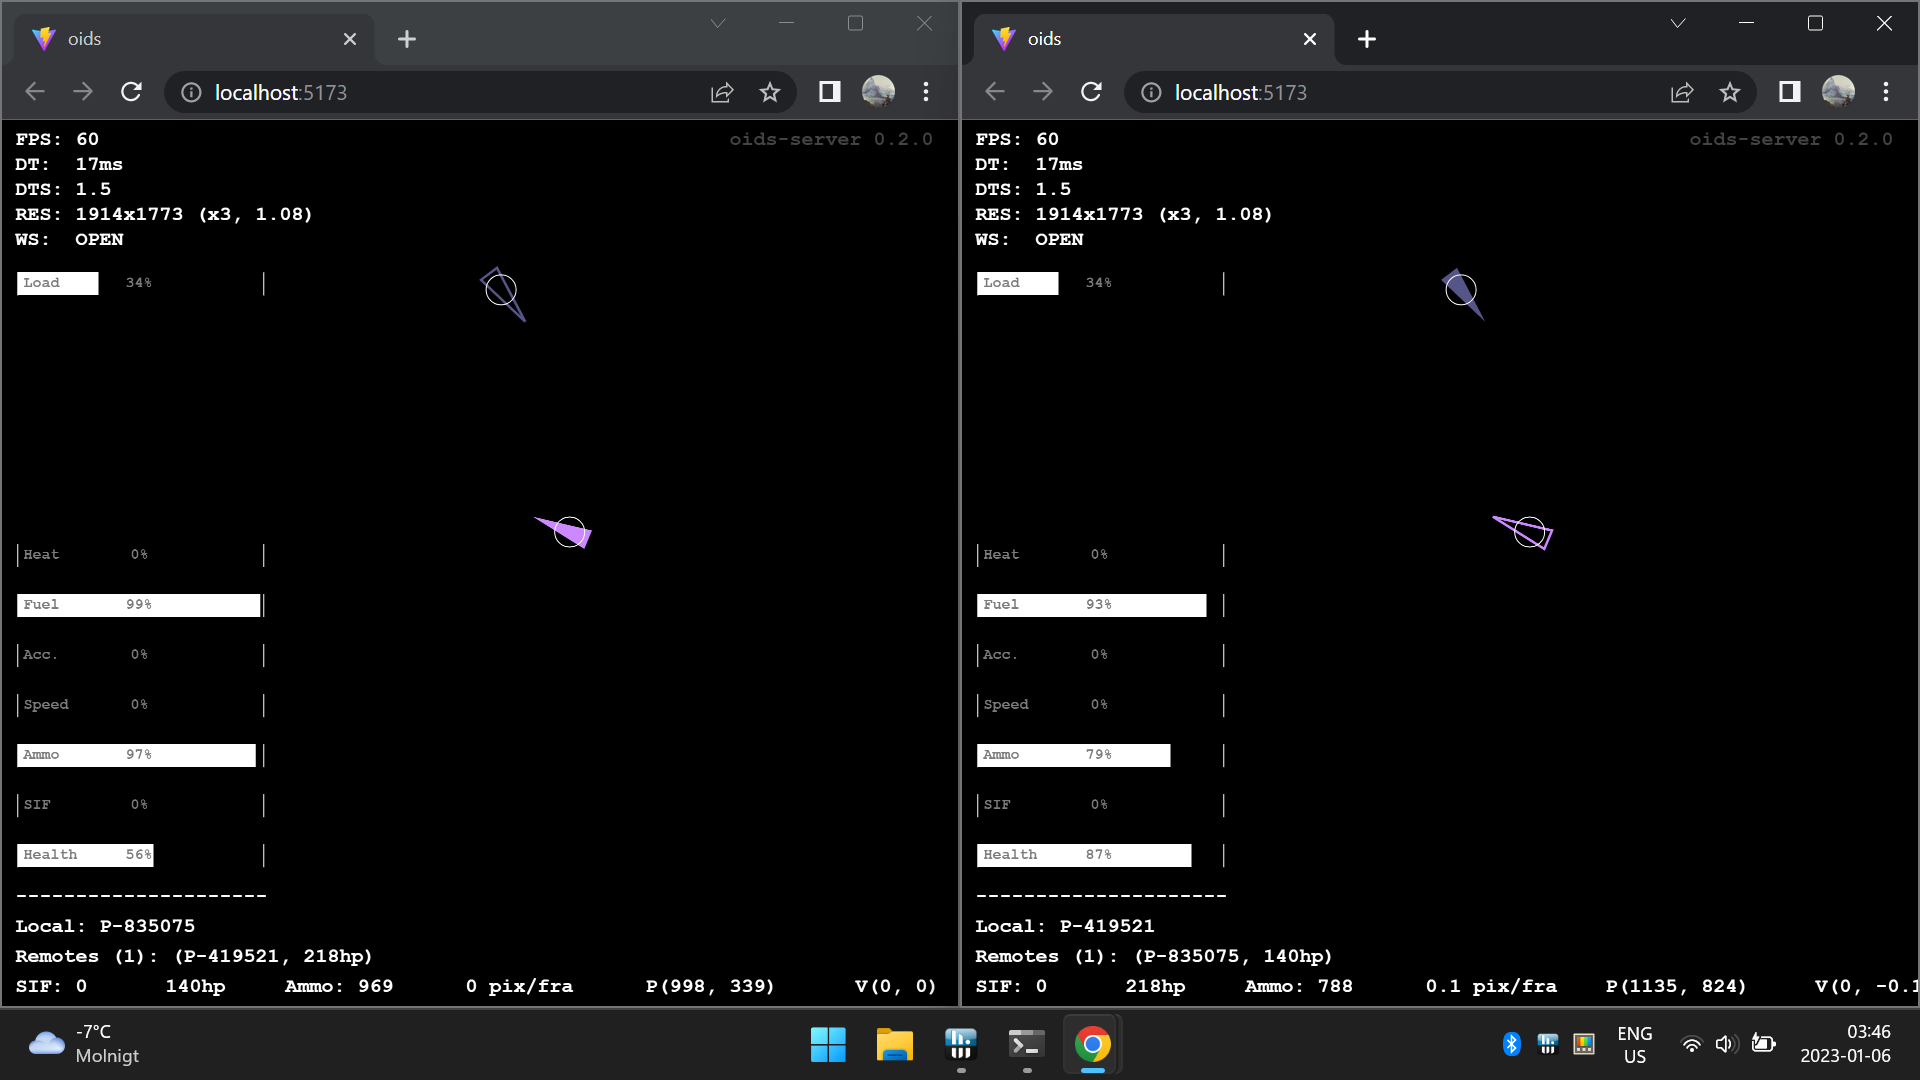 oids
localhost:5173
FPS: 60
oids-server 0.2.0
DT: 17ms
DTS: 1.5
RES: 1914x1773 (x3, 1.08)
WS: OPEN
Load 34%
Heat 0%
Fuel 99%
Acc. 0%
Speed 0%
Ammo 97%
SIF 0%
Health 56%
---------------------
Local: P-835075
Remotes (1): (P-419521, 218hp)
SIF: 0 140hp Ammo: 969 0 pix/fra P(998, 339) V(0, 0)
oids
localhost:5173
FPS: 60
oids-server 0.2.0
DT: 17ms
DTS: 1.5
RES: 1914x1773 (x3, 1.08)
WS: OPEN
Load 34%
Heat 0%
Fuel 93%
Acc. 0%
Speed 0%
Ammo 79%
SIF 0%
Health 87%
---------------------
Local: P-419521
Remotes (1): (P-835075, 140hp)
SIF: 0 218hp Ammo: 788 0.1 pix/fra P(1135, 824) V(0, -0.1
-7°C
Molnigt
ENG
US
03:46
2023-01-06